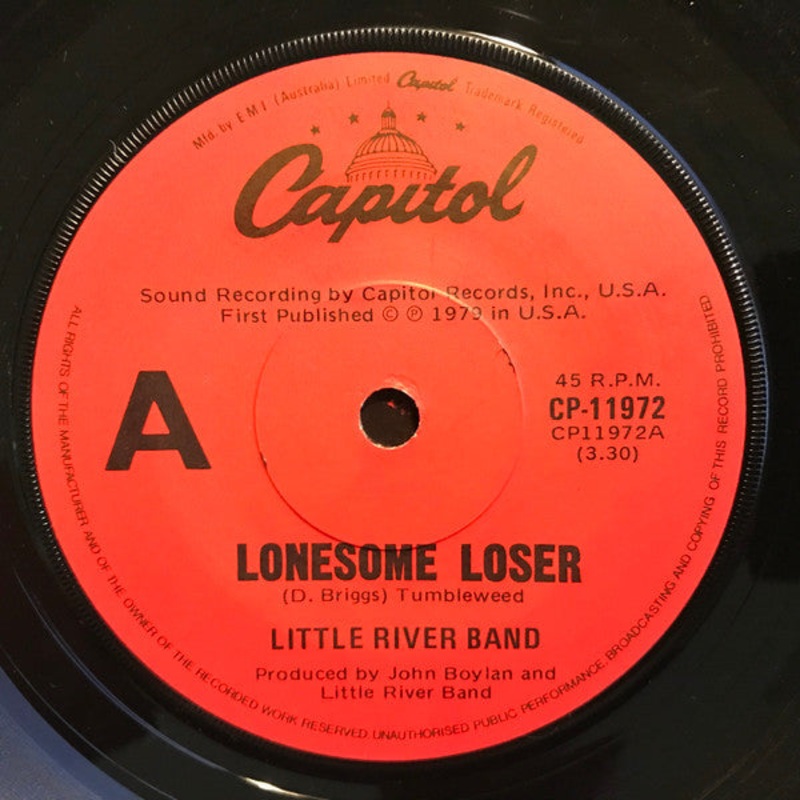 Mfd. by E M I (Australia) Limited Capitol Trademark Registered
Capitol
Sound Recording by Capitol Records, Inc., U.S.A.
First Published © ℗ 1979 in U.S.A.
A
45 R.P.M.
CP-11972
CP11972A
(3.30)
LONESOME LOSER
(D. Briggs) Tumbleweed
LITTLE RIVER BAND
Produced by John Boylan and
Little River Band
ALL RIGHTS OF THE MANUFACTURER AND OF THE OWNER OF THE RECORDED WORK RESERVED. UNAUTHORISED PUBLIC PERFORMANCE, BROADCASTING AND COPYING OF THIS RECORD PROHIBITED